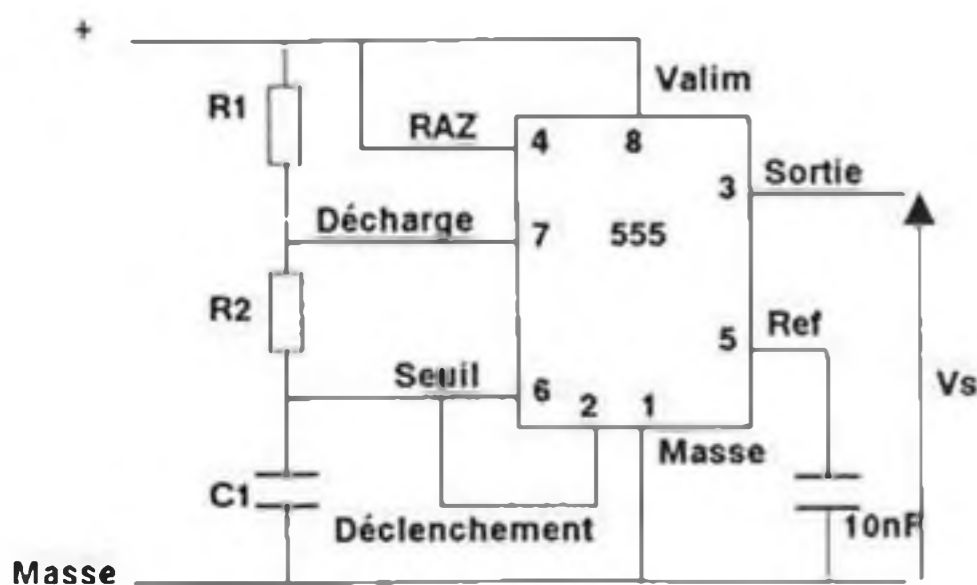 +
R1
Valim
RAZ
4
8
Sortie
3
Décharge
7
555
R2
Ref
5
Seuil
6
2
1
Vs
Masse
C1
10nF
Déclenchement
Masse